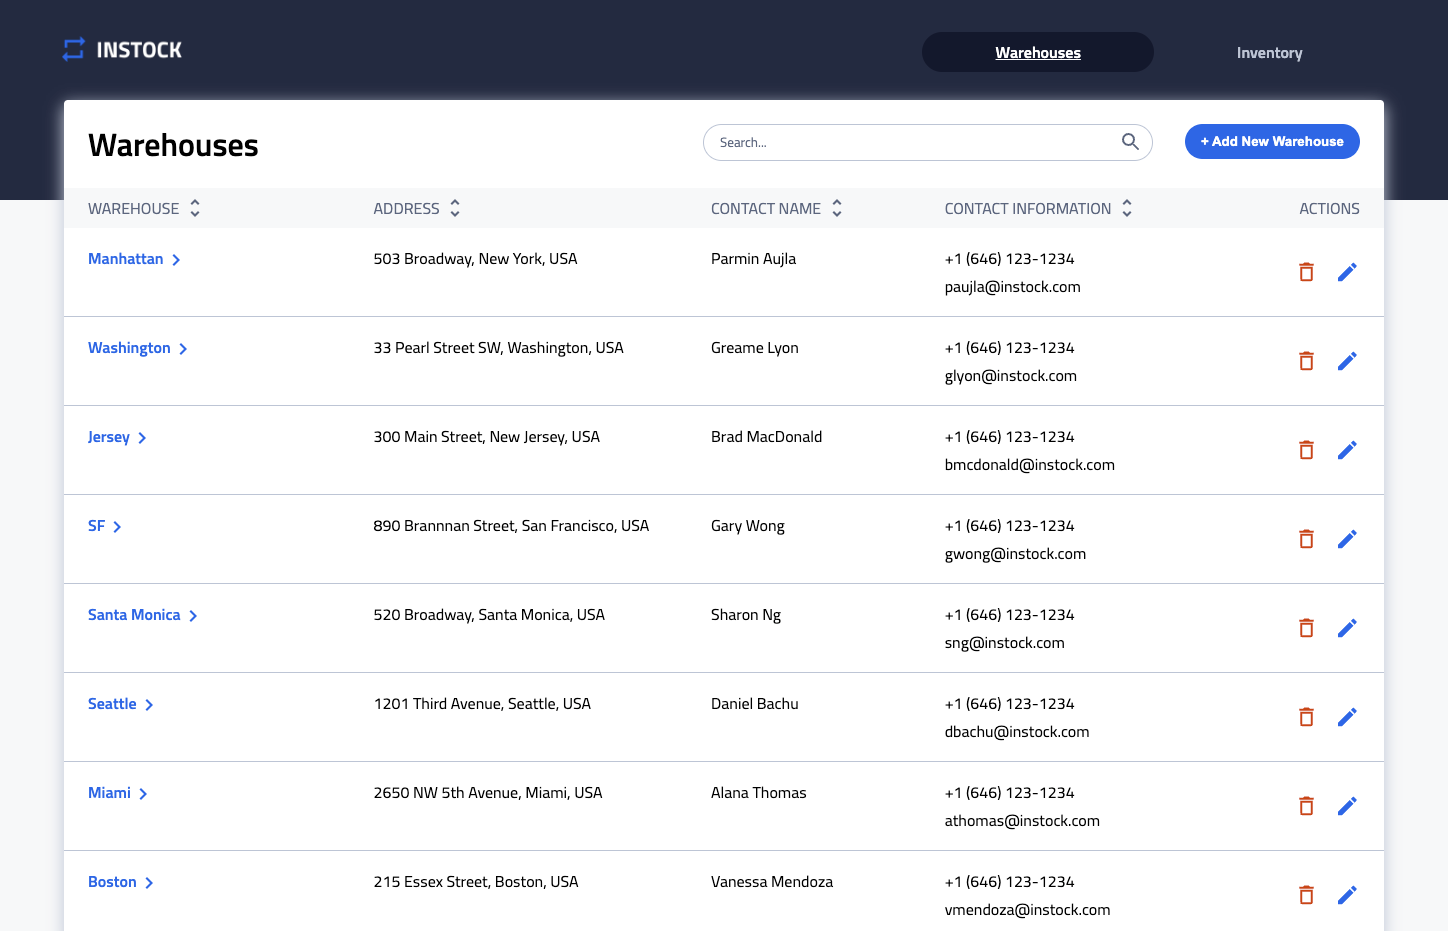 INSTOCK
Warehouses Inventory
Warehouses Search... + Add New Warehouse
WAREHOUSE ADDRESS CONTACT NAME CONTACT INFORMATION ACTIONS
Manhattan 503 Broadway, New York, USA Parmin Aujla +1 (646) 123-1234
paujla@instock.com
Washington 33 Pearl Street SW, Washington, USA Greame Lyon +1 (646) 123-1234
glyon@instock.com
Jersey 300 Main Street, New Jersey, USA Brad MacDonald +1 (646) 123-1234
bmcdonald@instock.com
SF 890 Brannnan Street, San Francisco, USA Gary Wong +1 (646) 123-1234
gwong@instock.com
Santa Monica 520 Broadway, Santa Monica, USA Sharon Ng +1 (646) 123-1234
sng@instock.com
Seattle 1201 Third Avenue, Seattle, USA Daniel Bachu +1 (646) 123-1234
dbachu@instock.com
Miami 2650 NW 5th Avenue, Miami, USA Alana Thomas +1 (646) 123-1234
athomas@instock.com
Boston 215 Essex Street, Boston, USA Vanessa Mendoza +1 (646) 123-1234
vmendoza@instock.com